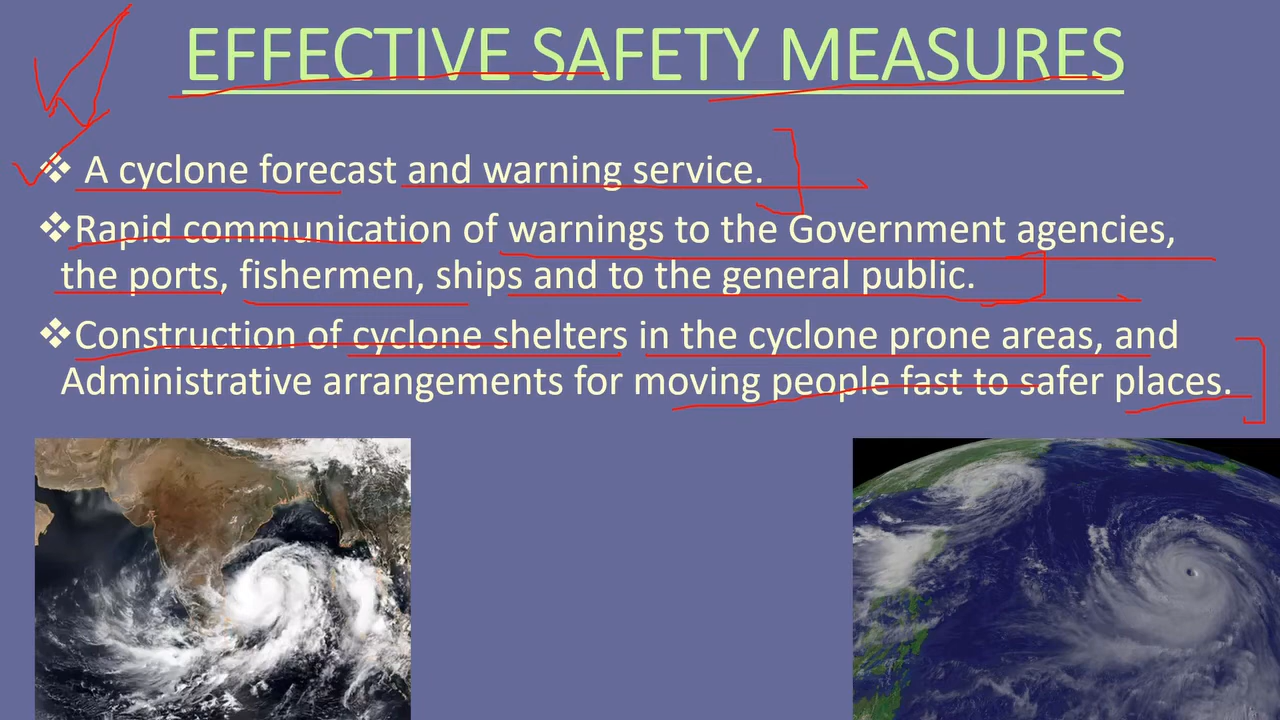 EFFECTIVE SAFETY MEASURES
❖ A cyclone forecast and warning service.
❖Rapid communication of warnings to the Government agencies,
the ports, fishermen, ships and to the general public.
❖Construction of cyclone shelters in the cyclone prone areas, and
Administrative arrangements for moving people fast to safer places.